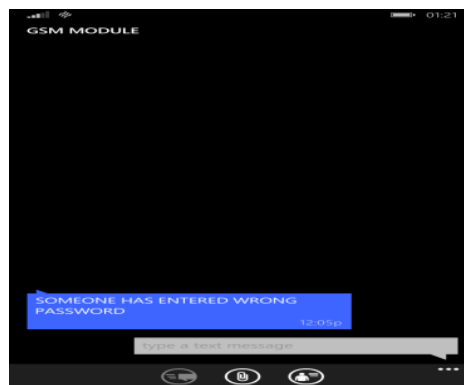 01:21
GSM MODULE
SOMEONE HAS ENTERED WRONG
PASSWORD
12:05p
type a text message